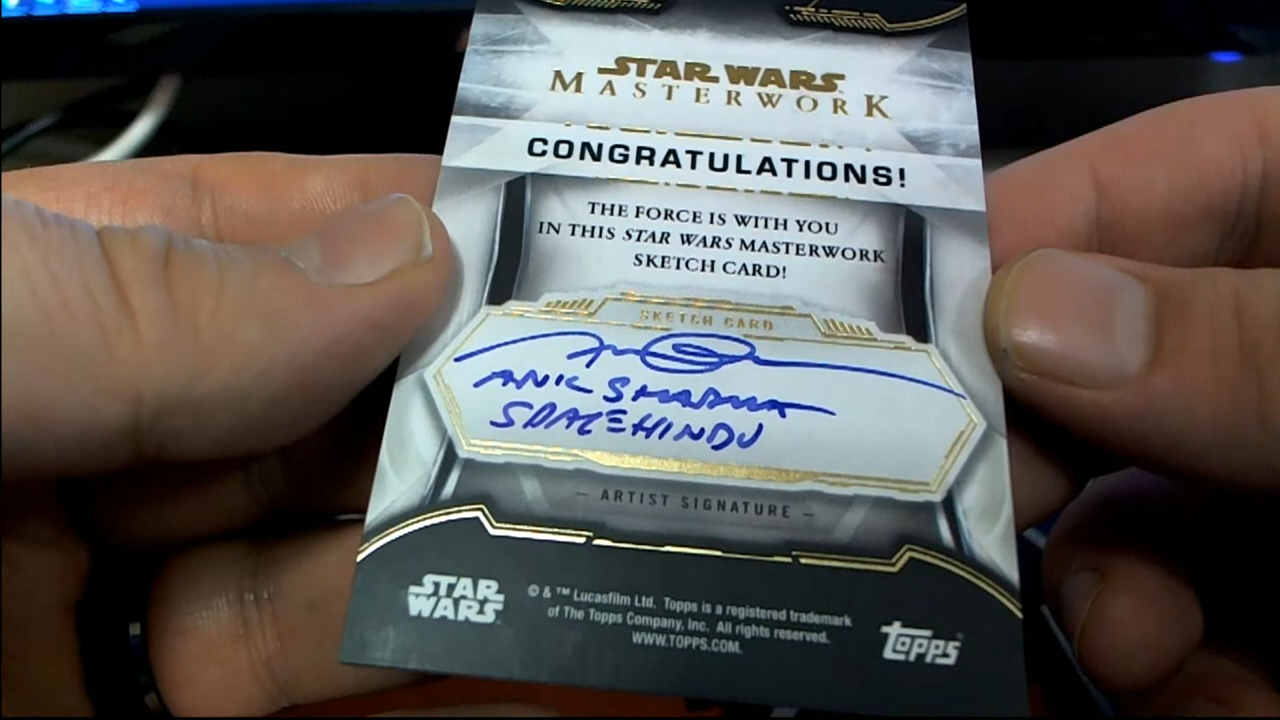 STAR WARS
MASTERWORK
CONGRATULATIONS!
THE FORCE IS WITH YOU
IN THIS STAR WARS MASTERWORK
SKETCH CARD!
SKETCH CARD
ANIL SHARMA
SPACEHINDU
— ARTIST SIGNATURE —
STAR
WARS
© & ™ Lucasfilm Ltd. Topps is a registered trademark
of The Topps Company, Inc. All rights reserved.
WWW.TOPPS.COM.
topps